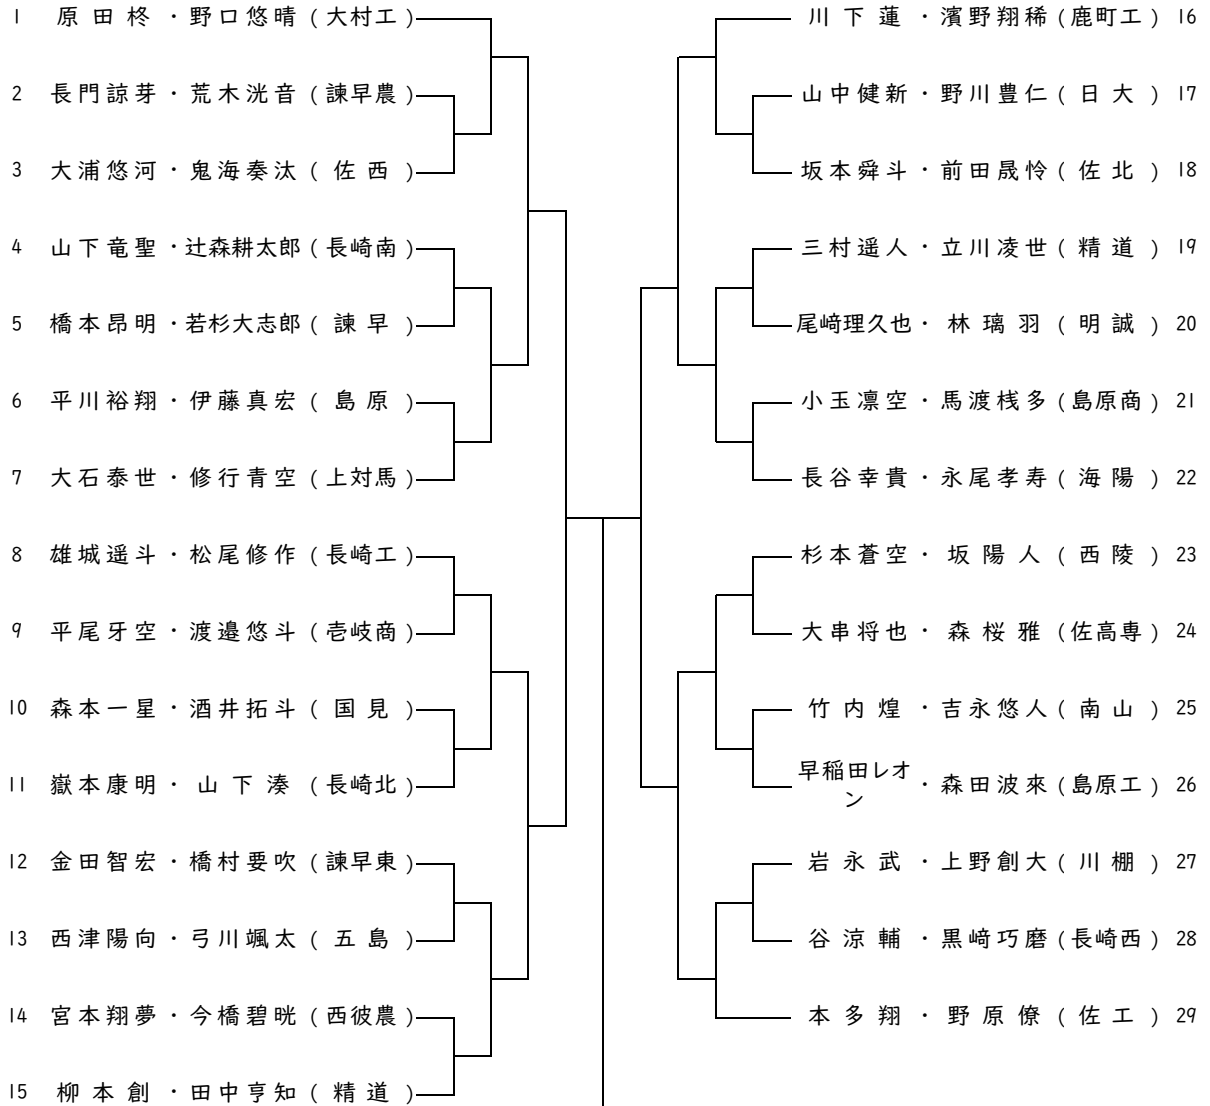 1 原田柊・野口悠晴(大村工)
2 長門諒芽・荒木洸音(諫早農)
3 大浦悠河・鬼海奏汰(佐西)
4 山下竜聖・辻森耕太郎(長崎南)
5 橋本昂明・若杉大志郎(諫早)
6 平川裕翔・伊藤真宏(島原)
7 大石泰世・修行青空(上対馬)
8 雄城遥斗・松尾修作(長崎工)
9 平尾牙空・渡邉悠斗(壱岐商)
10 森本一星・酒井拓斗(国見)
11 嶽本康明・山下湊(長崎北)
12 金田智宏・橋村要吹(諫早東)
13 西津陽向・弓川颯太(五島)
14 宮本翔夢・今橋碧晄(西彼農)
15 柳本創・田中亨知(精道)
川下蓮・濱野翔稀(鹿町工) 16
山中健新・野川豊仁(日大) 17
坂本舜斗・前田晟怜(佐北) 18
三村遥人・立川凌世(精道) 19
尾﨑理久也・林璃羽(明誠) 20
小玉凛空・馬渡桟多(島原商) 21
長谷幸貴・永尾孝寿(海陽) 22
杉本蒼空・坂陽人(西陵) 23
大串将也・森桜雅(佐高専) 24
竹内煌・吉永悠人(南山) 25
早稲田レオン・森田波來(島原工) 26
岩永武・上野創大(川棚) 27
谷涼輔・黒﨑巧磨(長崎西) 28
本多翔・野原僚(佐工) 29